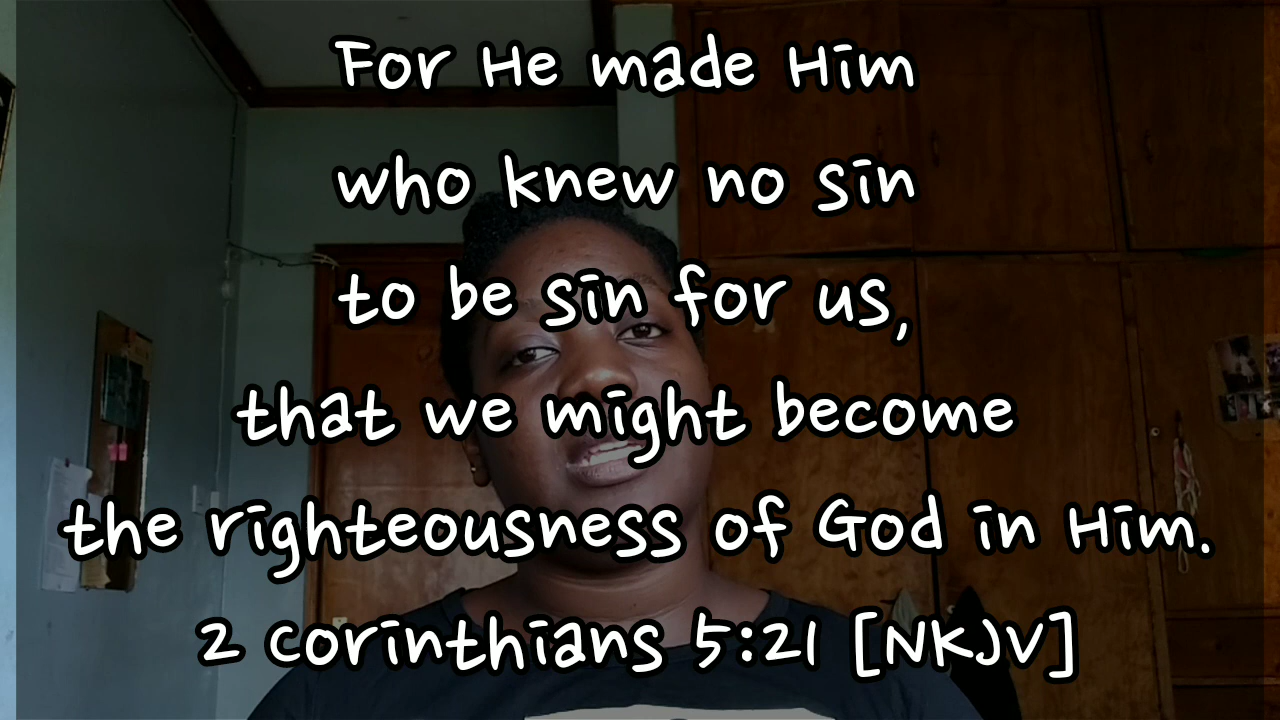 For He made Him
who knew no sin
to be sin for us,
that we might become
the righteousness of God in Him.
2 Corinthians 5:21 [NKJV]